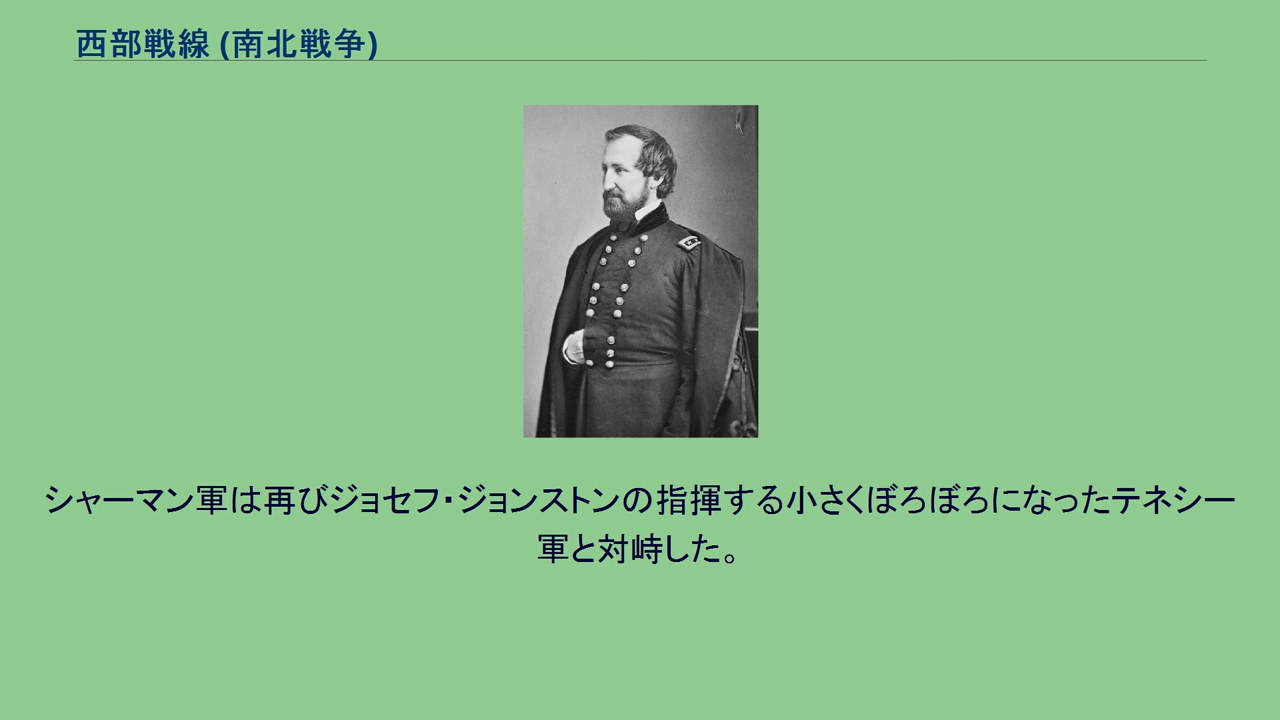 西部戦線 (南北戦争)
シャーマン軍は再びジョセフ・ジョンストンの指揮する小さくぼろぼろになったテネシー
軍と対峙した。